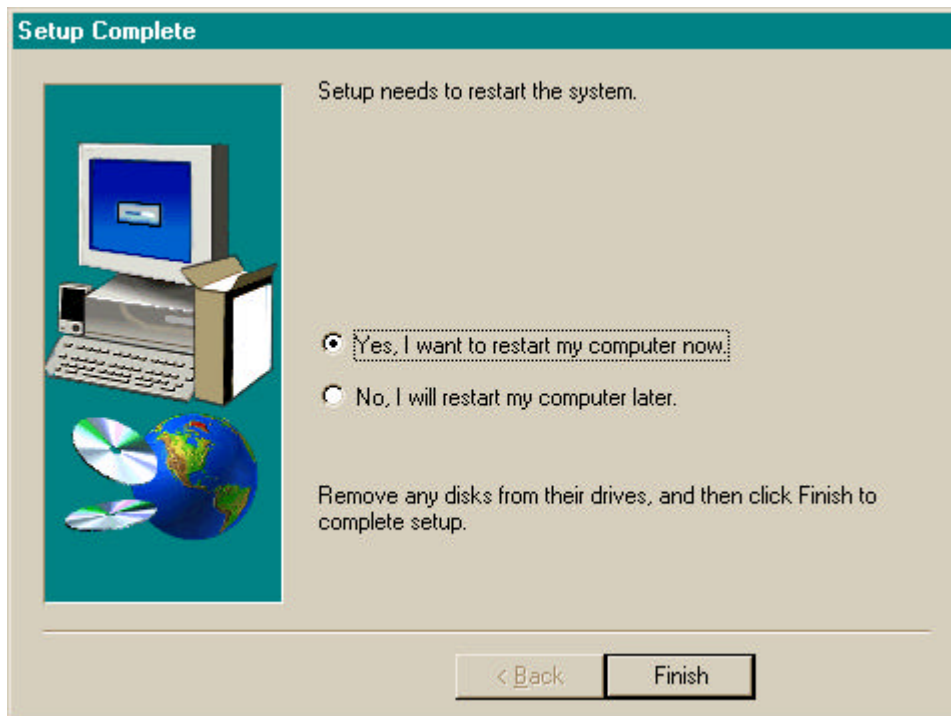 Setup Complete
Setup needs to restart the system.
Yes, I want to restart my computer now.
No, I will restart my computer later.
Remove any disks from their drives, and then click Finish to
complete setup.
< Back
Finish